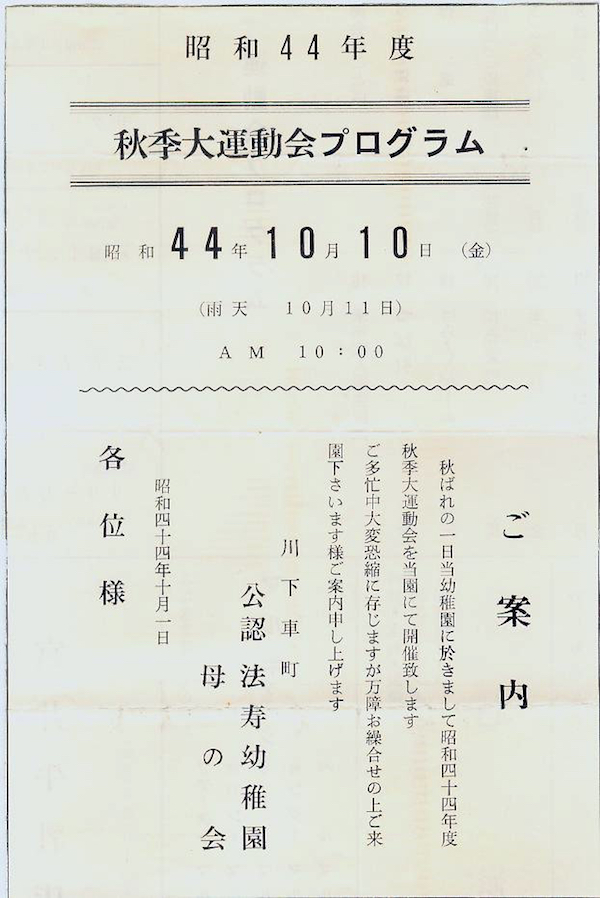 昭和44年度
秋季大運動会プログラム
昭和44年10月10日(金)
(雨天 10月11日)
AM 10:00
ご案内
秋ばれの一日当幼稚園に於きまして昭和四十四年度
秋季大運動会を当園にて開催致します
ご多忙中大変恐縮に存じますが万障お繰合せの上ご来
園下さいます様ご案内申し上げます
川下車町
公認法寿幼稚園
母の会
昭和四十四年十月一日
各位様